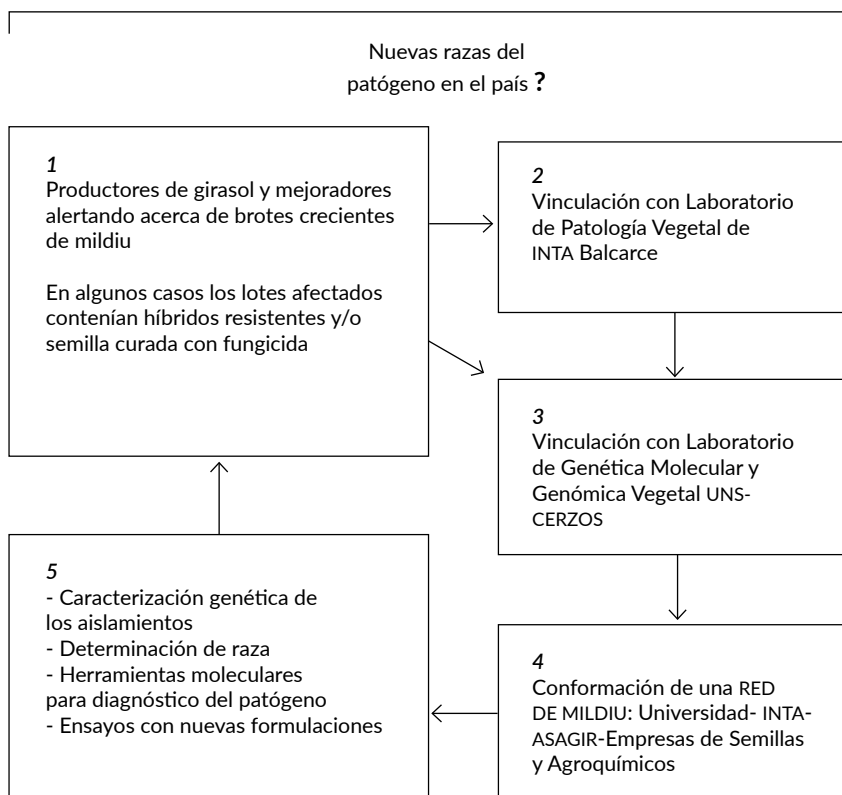 Nuevas razas del
patógeno en el país ?
1
Productores de girasol y mejoradores
alertando acerca de brotes crecientes
de mildiu
En algunos casos los lotes afectados
contenían híbridos resistentes y/o
semilla curada con fungicida
2
Vinculación con Laboratorio
de Patología Vegetal de
INTA Balcarce
3
Vinculación con Laboratorio
de Genética Molecular y
Genómica Vegetal UNS-
CERZOS
4
Conformación de una RED
DE MILDIU: Universidad- INTA-
ASAGIR-Empresas de Semillas
y Agroquímicos
5
- Caracterización genética de
los aislamientos
- Determinación de raza
- Herramientas moleculares
para diagnóstico del patógeno
- Ensayos con nuevas formulaciones